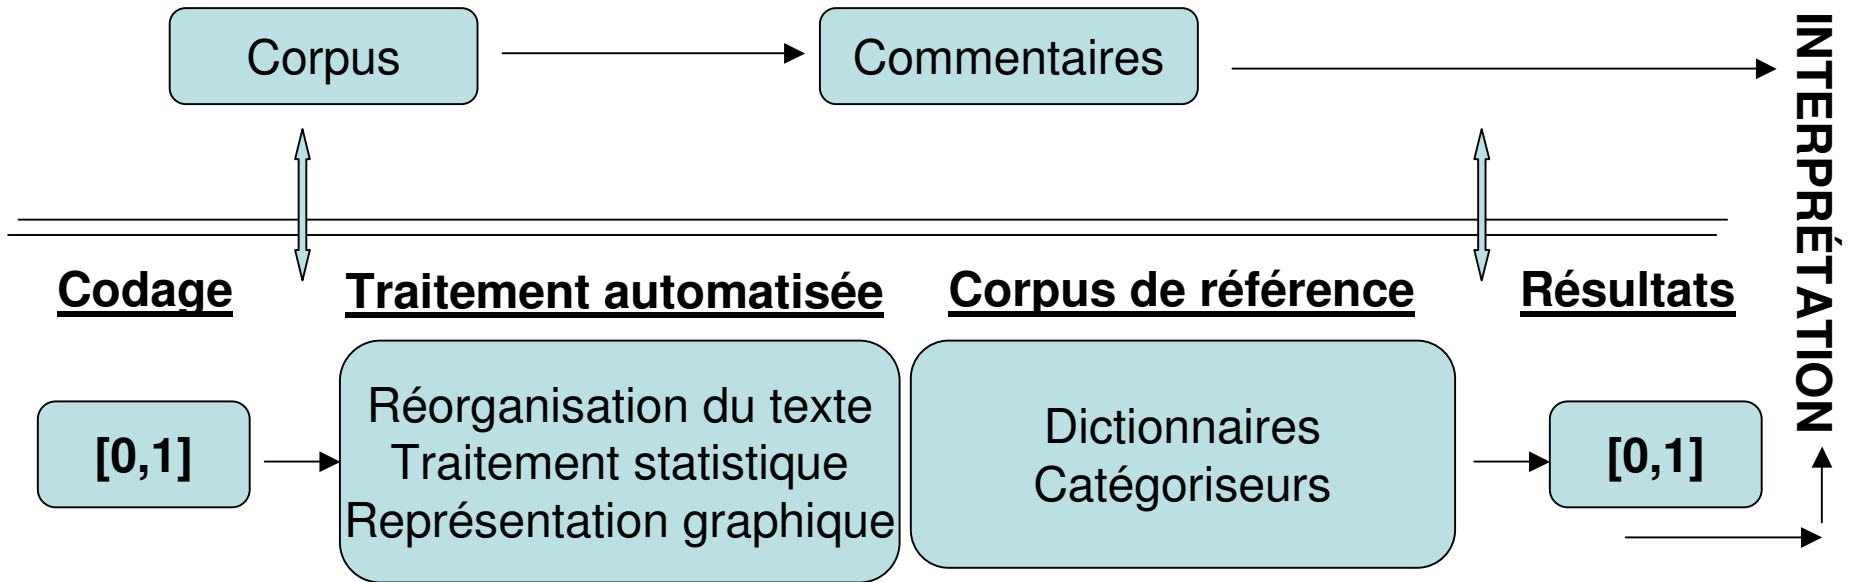 Corpus
Commentaires
INTERPRÉTATION
Codage
Traitement automatisée
Corpus de référence
Résultats
[0,1]
Réorganisation du texte
Traitement statistique
Représentation graphique
Dictionnaires
Catégoriseurs
[0,1]